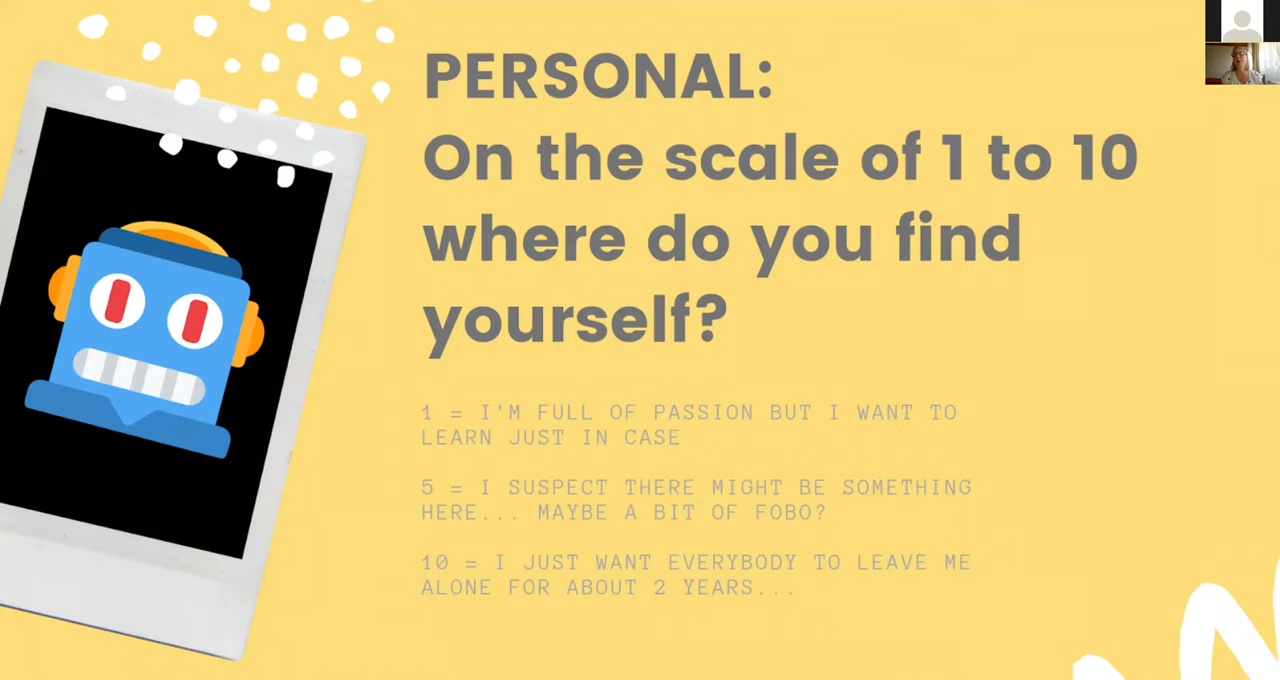 PERSONAL:
On the scale of 1 to 10
where do you find
yourself?
1 = I'M FULL OF PASSION BUT I WANT TO
LEARN JUST IN CASE
5 = I SUSPECT THERE MIGHT BE SOMETHING
HERE... MAYBE A BIT OF FOBO?
10 = I JUST WANT EVERYBODY TO LEAVE ME
ALONE FOR ABOUT 2 YEARS...